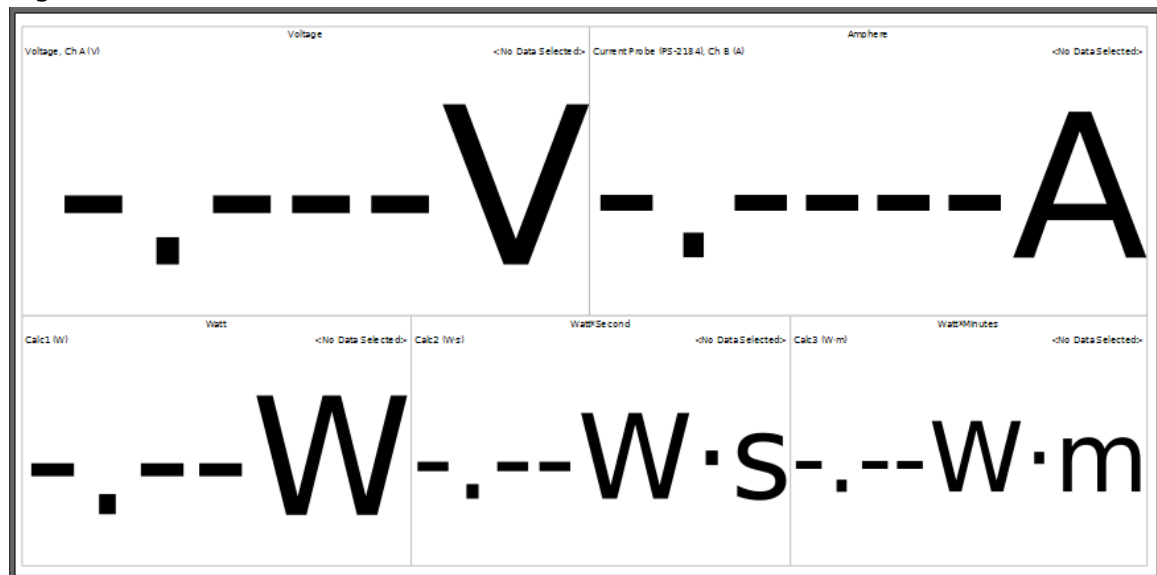 Voltage
Voltage, Ch A (V) <No Data Selected>
-.---V
Amphere
Current Probe (PS-2184), Ch B (A) <No Data Selected>
-.----A
Watt
Calc1 (W) <No Data Selected>
-.--W
Watt*Second
Calc2 (W·s) <No Data Selected>
-.--W·s
Watt*Minutes
Calc3 (W·m) <No Data Selected>
-.--W·m